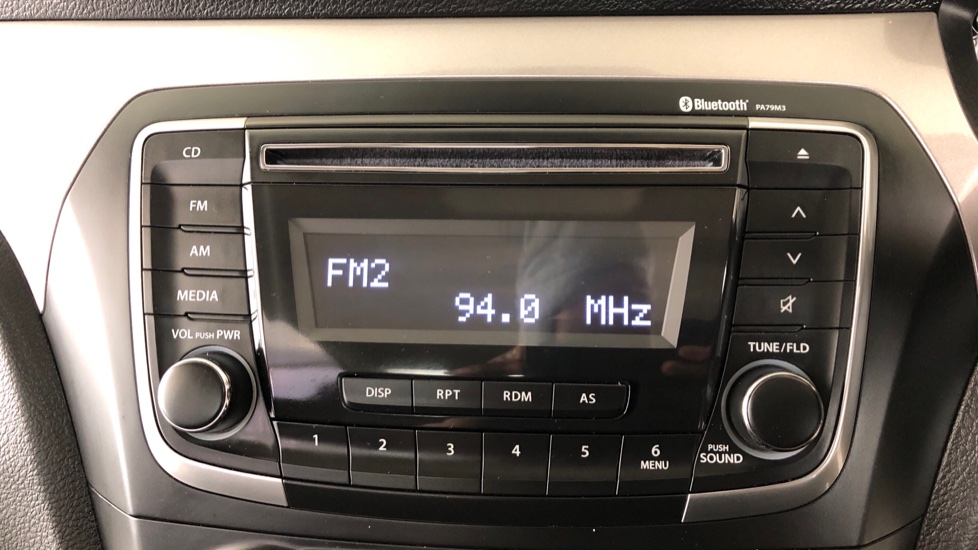 Bluetooth® PA79M3
CD
FM
AM
MEDIA
VOL PUSH PWR
FM2
94.0 MHz
TUNE/FLD
DISP RPT RDM AS
1 2 3 4 5 6
MENU
PUSH
SOUND